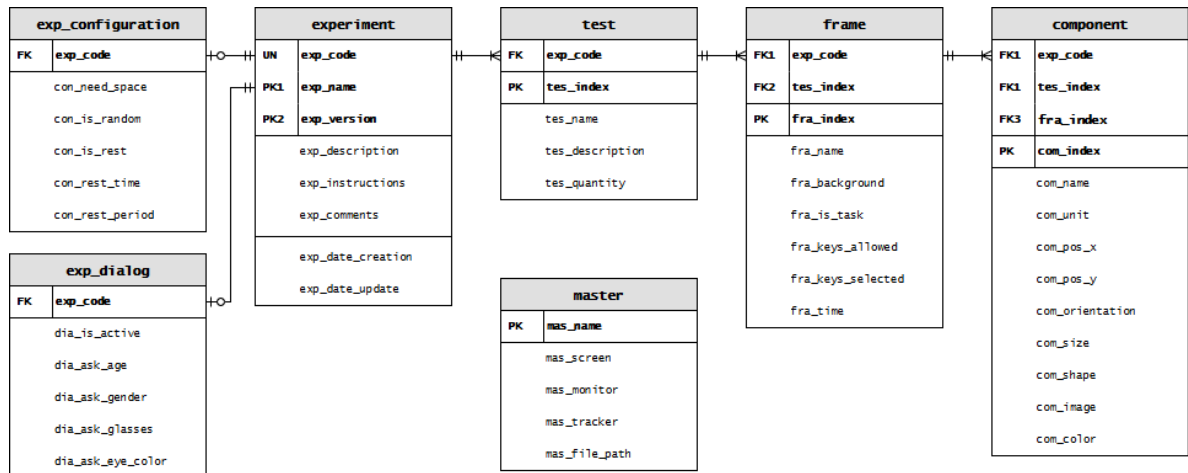 exp_configuration
FK exp_code
con_need_space
con_is_random
con_is_rest
con_rest_time
con_rest_period
exp_dialog
FK exp_code
dia_is_active
dia_ask_age
dia_ask_gender
dia_ask_glasses
dia_ask_eye_color
experiment
UN exp_code
PK1 exp_name
PK2 exp_version
exp_description
exp_instructions
exp_comments
exp_date_creation
exp_date_update
test
FK exp_code
PK tes_index
tes_name
tes_description
tes_quantity
master
PK mas_name
mas_screen
mas_monitor
mas_tracker
mas_file_path
frame
FK1 exp_code
FK2 tes_index
PK fra_index
fra_name
fra_background
fra_is_task
fra_keys_allowed
fra_keys_selected
fra_time
component
FK1 exp_code
FK1 tes_index
FK3 fra_index
PK com_index
com_name
com_unit
com_pos_x
com_pos_y
com_orientation
com_size
com_shape
com_image
com_color